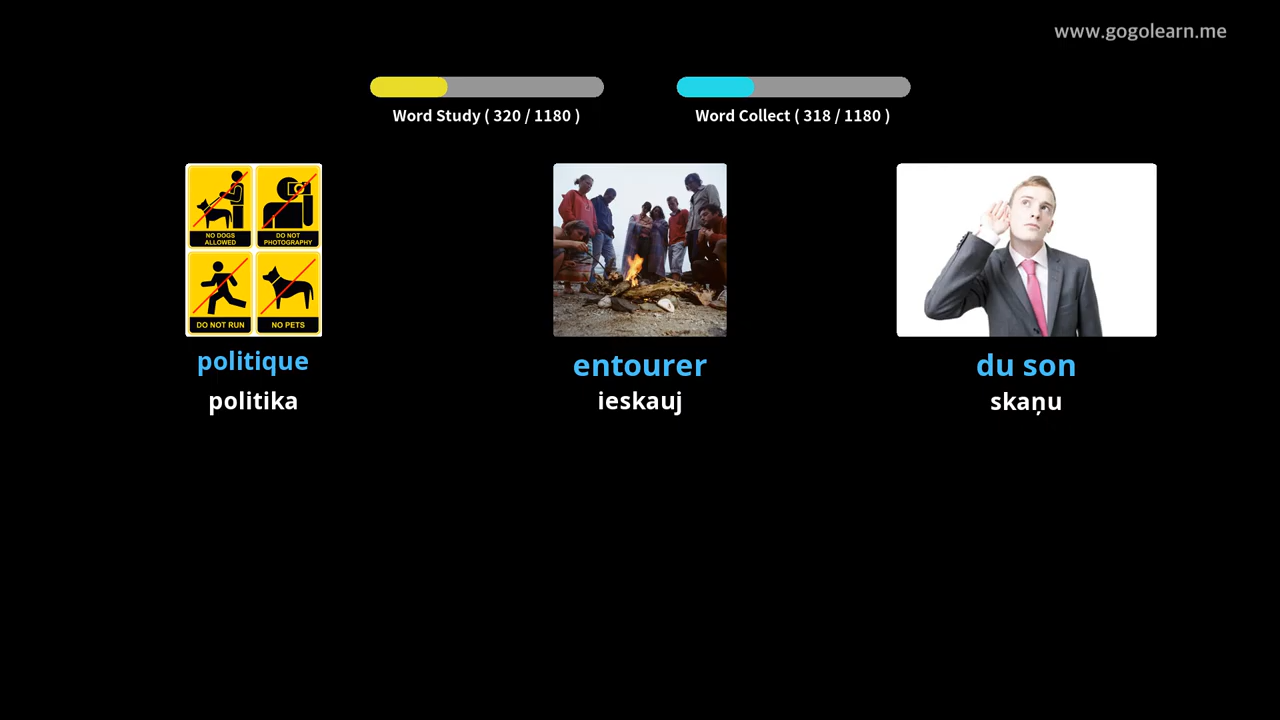 www.gogolearn.me
Word Study ( 320 / 1180 )
Word Collect ( 318 / 1180 )
NO DOGS
ALLOWED
DO NOT
PHOTOGRAPHY
DO NOT RUN
NO PETS
politique
politika
entourer
ieskauj
du son
skaņu